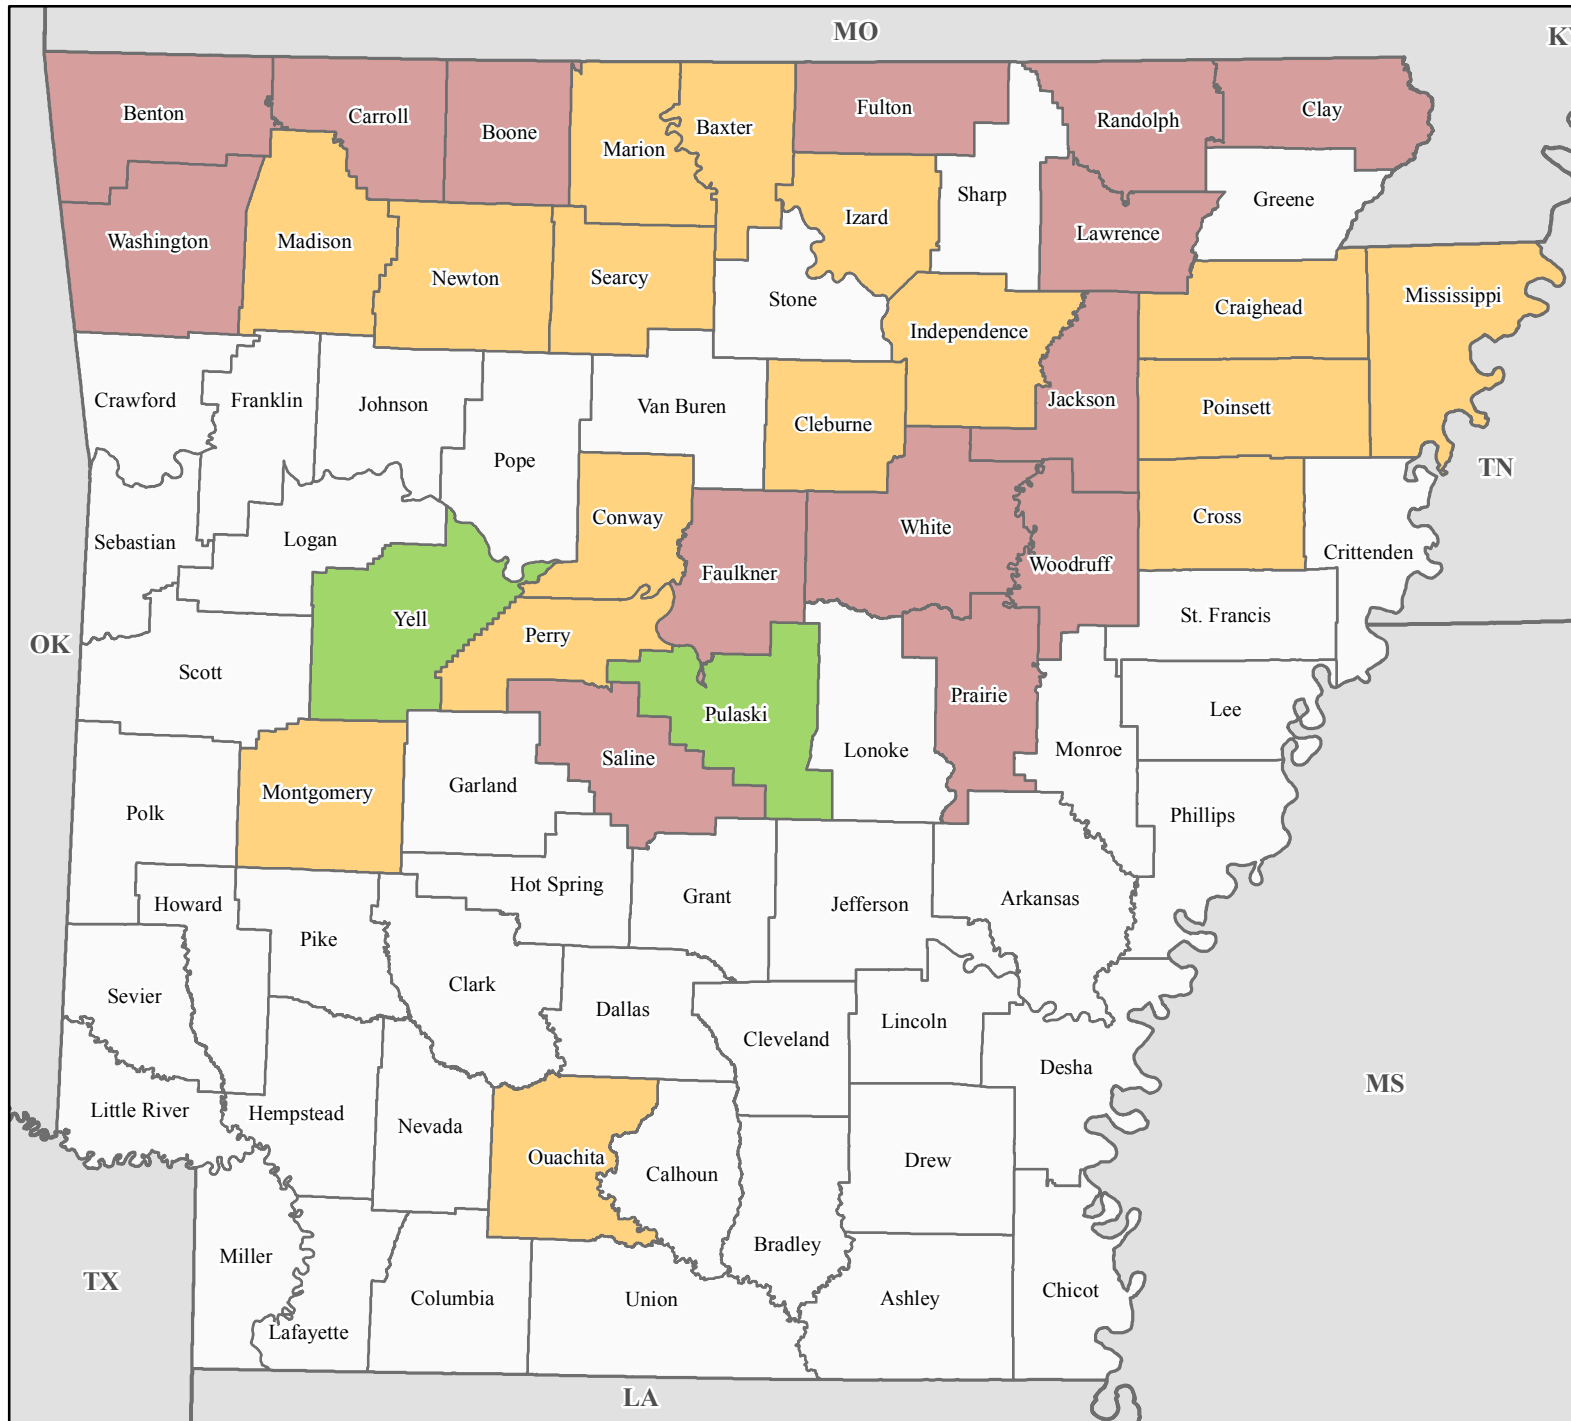 MO
KY
Benton
Carroll
Boone
Marion
Baxter
Fulton
Randolph
Clay
Sharp
Greene
Izard
Washington
Madison
Lawrence
Newton
Searcy
Stone
Mississippi
Craighead
Independence
Crawford
Franklin
Johnson
Van Buren
Jackson
Poinsett
Cleburne
Pope
TN
Conway
White
Cross
Sebastian
Logan
Crittenden
Faulkner
Woodruff
Yell
St. Francis
Perry
OK
Scott
Prairie
Lee
Pulaski
Lonoke
Monroe
Saline
Garland
Montgomery
Polk
Phillips
Hot Spring
Grant
Arkansas
Howard
Jefferson
Pike
Clark
Sevier
Dallas
Lincoln
Cleveland
Desha
MS
Little River
Hempstead
Nevada
Ouachita
Drew
Calhoun
Bradley
Miller
TX
Chicot
Columbia
Union
Ashley
Lafayette
LA